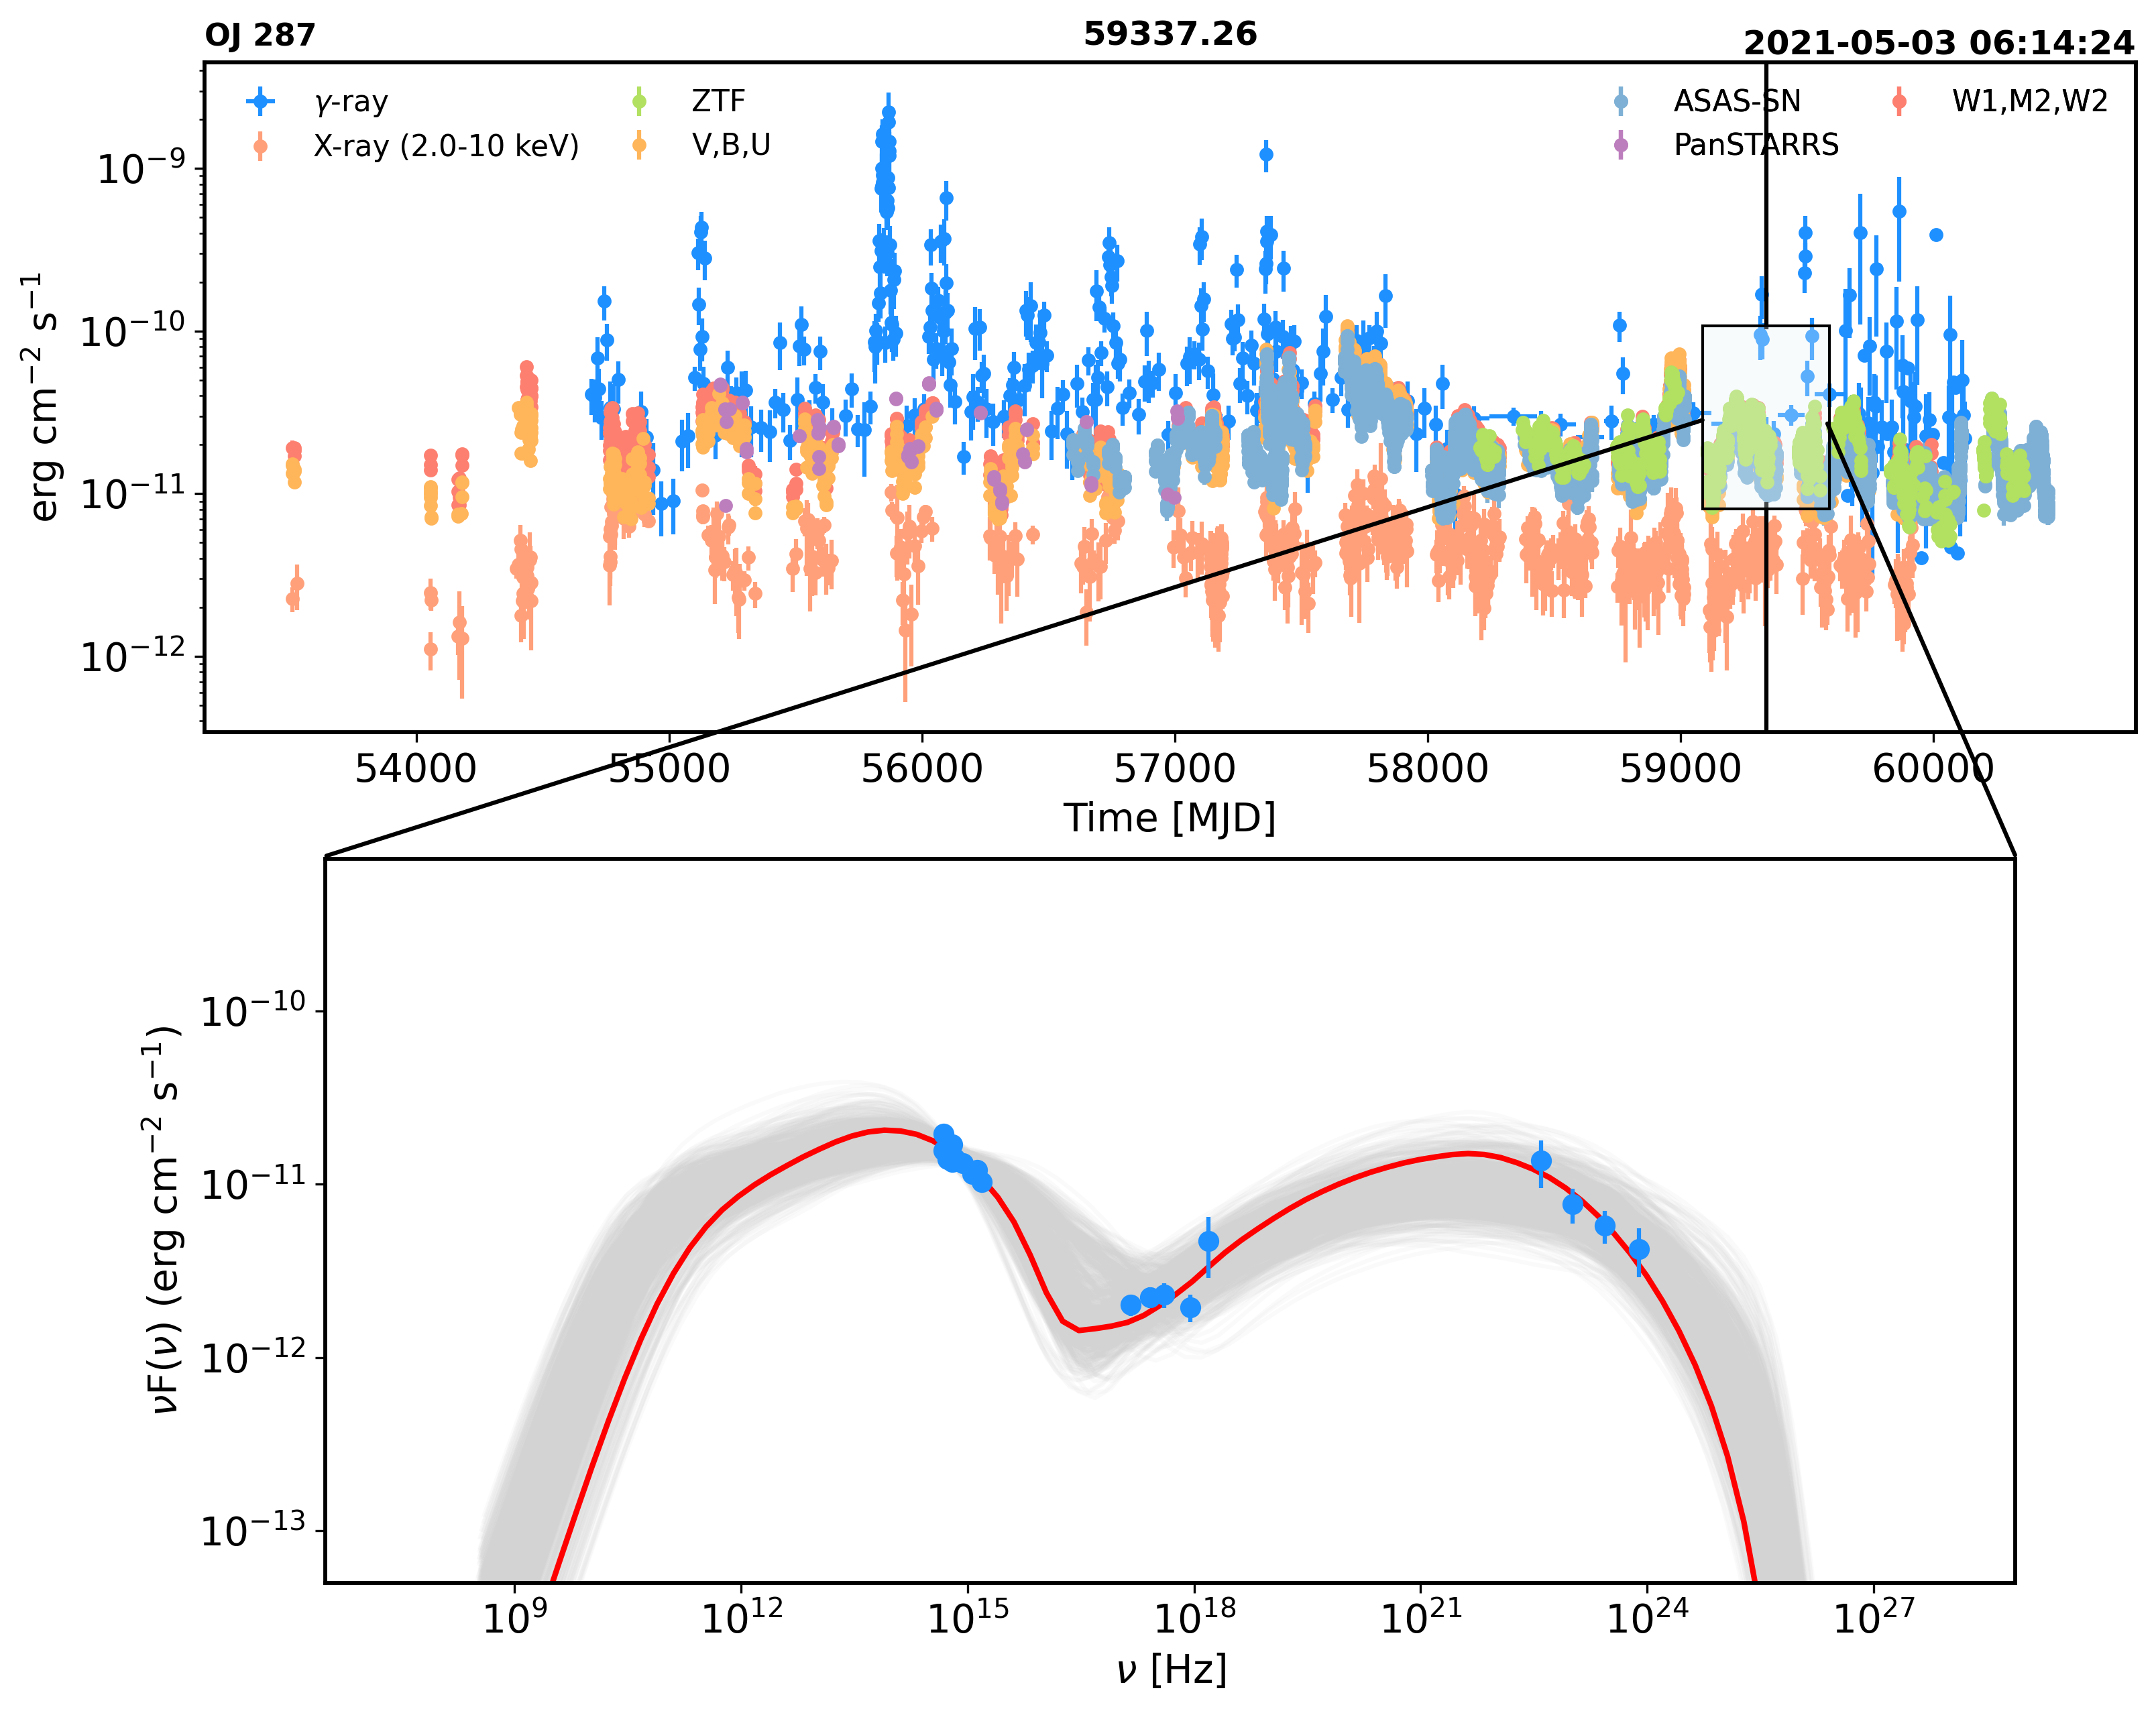 OJ 287 59337.26 2021-05-03 06:14:24
γ-ray ZTF ASAS-SN W1,M2,W2
X-ray (2.0-10 keV) V,B,U PanSTARRS
10⁻⁹
10⁻¹⁰
10⁻¹¹
10⁻¹²
erg cm⁻² s⁻¹
54000 55000 56000 57000 58000 59000 60000
Time [MJD]
10⁻¹⁰
10⁻¹¹
10⁻¹²
10⁻¹³
νF(ν) (erg cm⁻² s⁻¹)
10⁹ 10¹² 10¹⁵ 10¹⁸ 10²¹ 10²⁴ 10²⁷
ν [Hz]